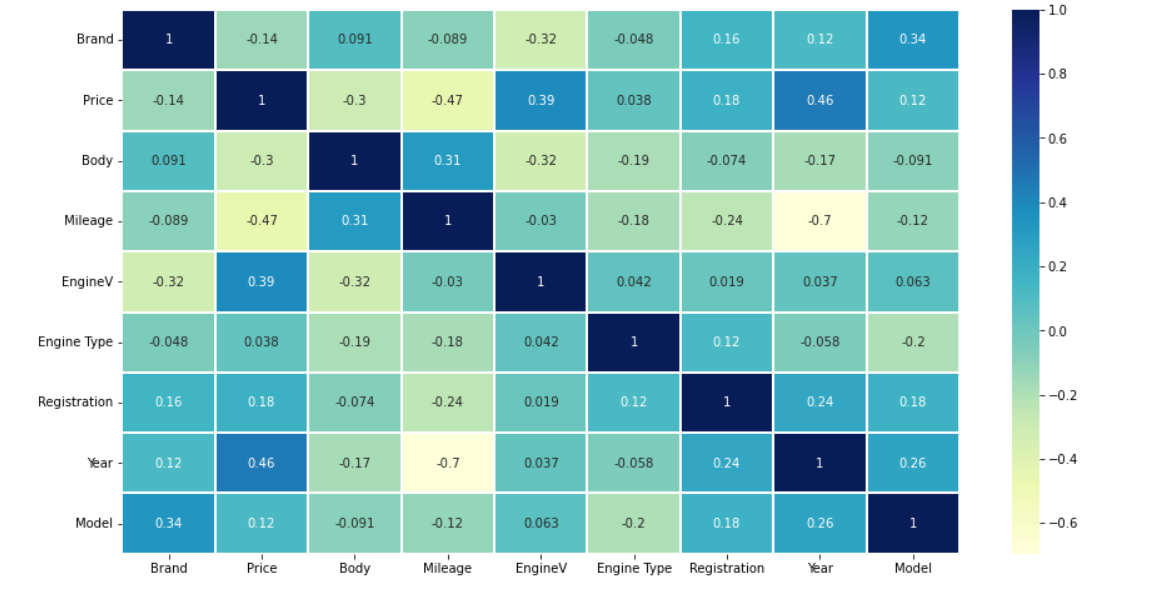 1.0
Brand 1 -0.14 0.091 -0.089 -0.32 -0.048 0.16 0.12 0.34
0.8
Price -0.14 1 -0.3 -0.47 0.39 0.038 0.18 0.46 0.12
0.6
Body 0.091 -0.3 1 0.31 -0.32 -0.19 -0.074 -0.17 -0.091
0.4
Mileage -0.089 -0.47 0.31 1 -0.03 -0.18 -0.24 -0.7 -0.12
0.2
EngineV -0.32 0.39 -0.32 -0.03 1 0.042 0.019 0.037 0.063
0.0
Engine Type -0.048 0.038 -0.19 -0.18 0.042 1 0.12 -0.058 -0.2
−0.2
Registration 0.16 0.18 -0.074 -0.24 0.019 0.12 1 0.24 0.18
−0.4
Year 0.12 0.46 -0.17 -0.7 0.037 -0.058 0.24 1 0.26
−0.6
Model 0.34 0.12 -0.091 -0.12 0.063 -0.2 0.18 0.26 1
Brand Price Body Mileage EngineV Engine Type Registration Year Model